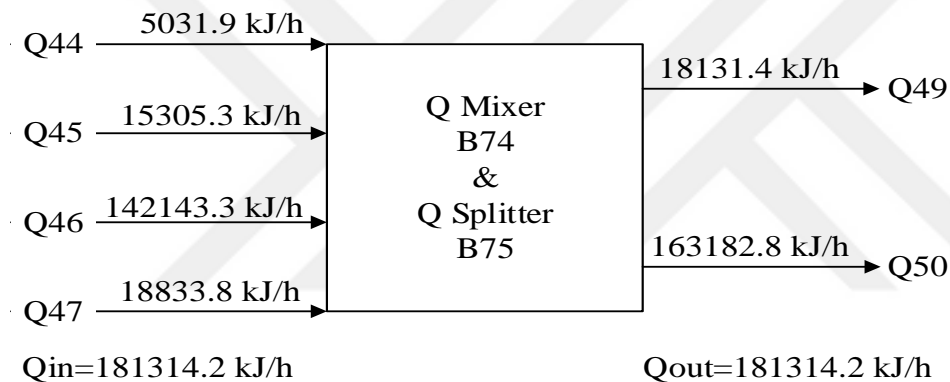 Q44 5031.9 kJ/h
Q45 15305.3 kJ/h
Q46 142143.3 kJ/h
Q47 18833.8 kJ/h
Q Mixer
B74
&
Q Splitter
B75
18131.4 kJ/h Q49
163182.8 kJ/h Q50
Qin=181314.2 kJ/h
Qout=181314.2 kJ/h